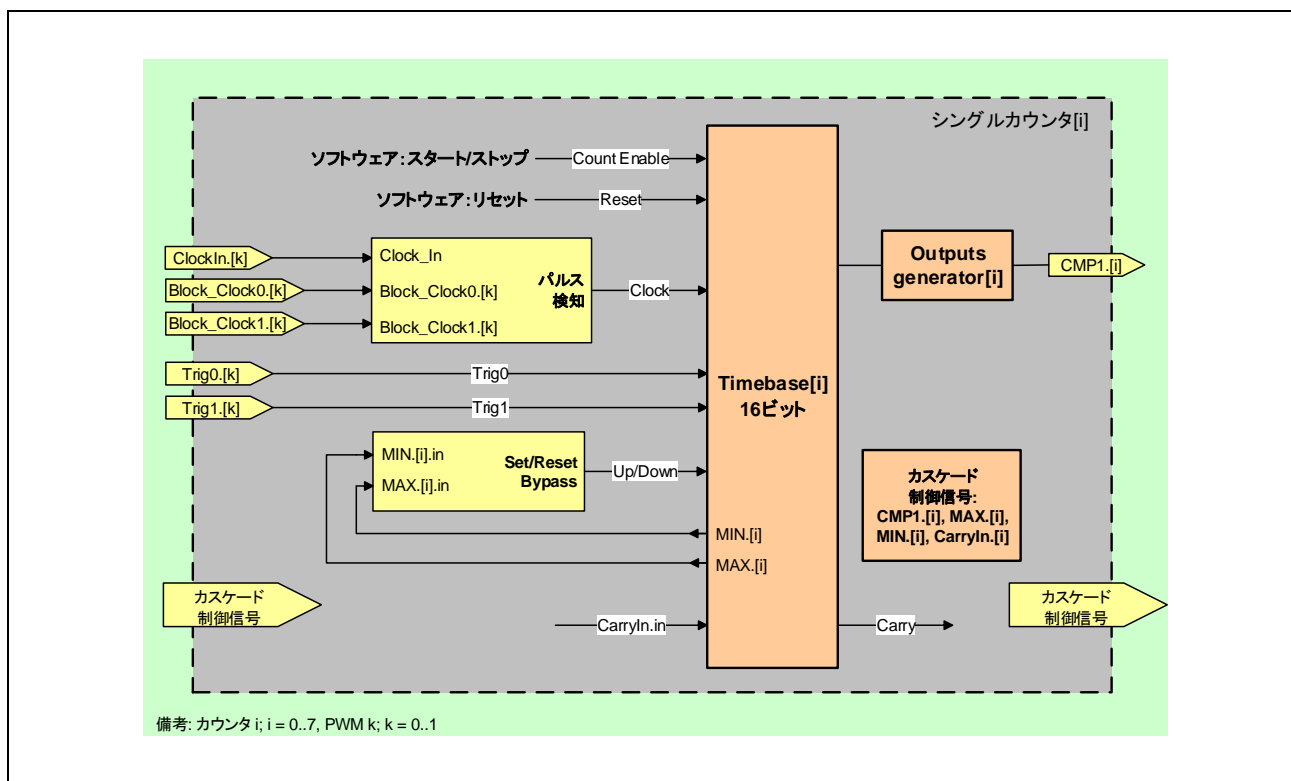 シングルカウンタ[i]
ソフトウェア:スタート/ストップ
Count Enable
ソフトウェア:リセット
Reset
ClockIn.[k]
Block_Clock0.[k]
Block_Clock1.[k]
Clock_In
Block_Clock0.[k]
Block_Clock1.[k]
パルス
検知
Clock
Outputs
generator[i]
CMP1.[i]
Trig0.[k]
Trig0
Trig1.[k]
Trig1
Timebase[i]
16ビット
MIN.[i].in
MAX.[i].in
Set/Reset
Bypass
Up/Down
MIN.[i]
MAX.[i]
カスケード
制御信号:
CMP1.[i], MAX.[i],
MIN.[i], CarryIn.[i]
カスケード
制御信号
CarryIn.in
Carry
カスケード
制御信号
備考: カウンタ i; i = 0..7, PWM k; k = 0..1